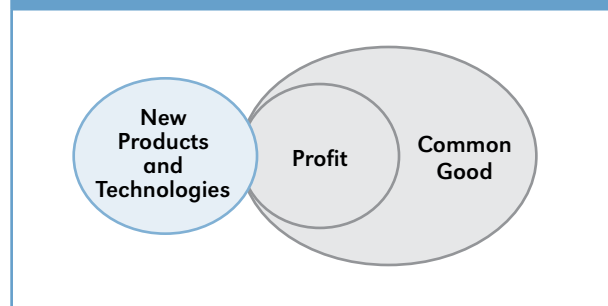 New
Products
and
Technologies
Profit
Common
Good